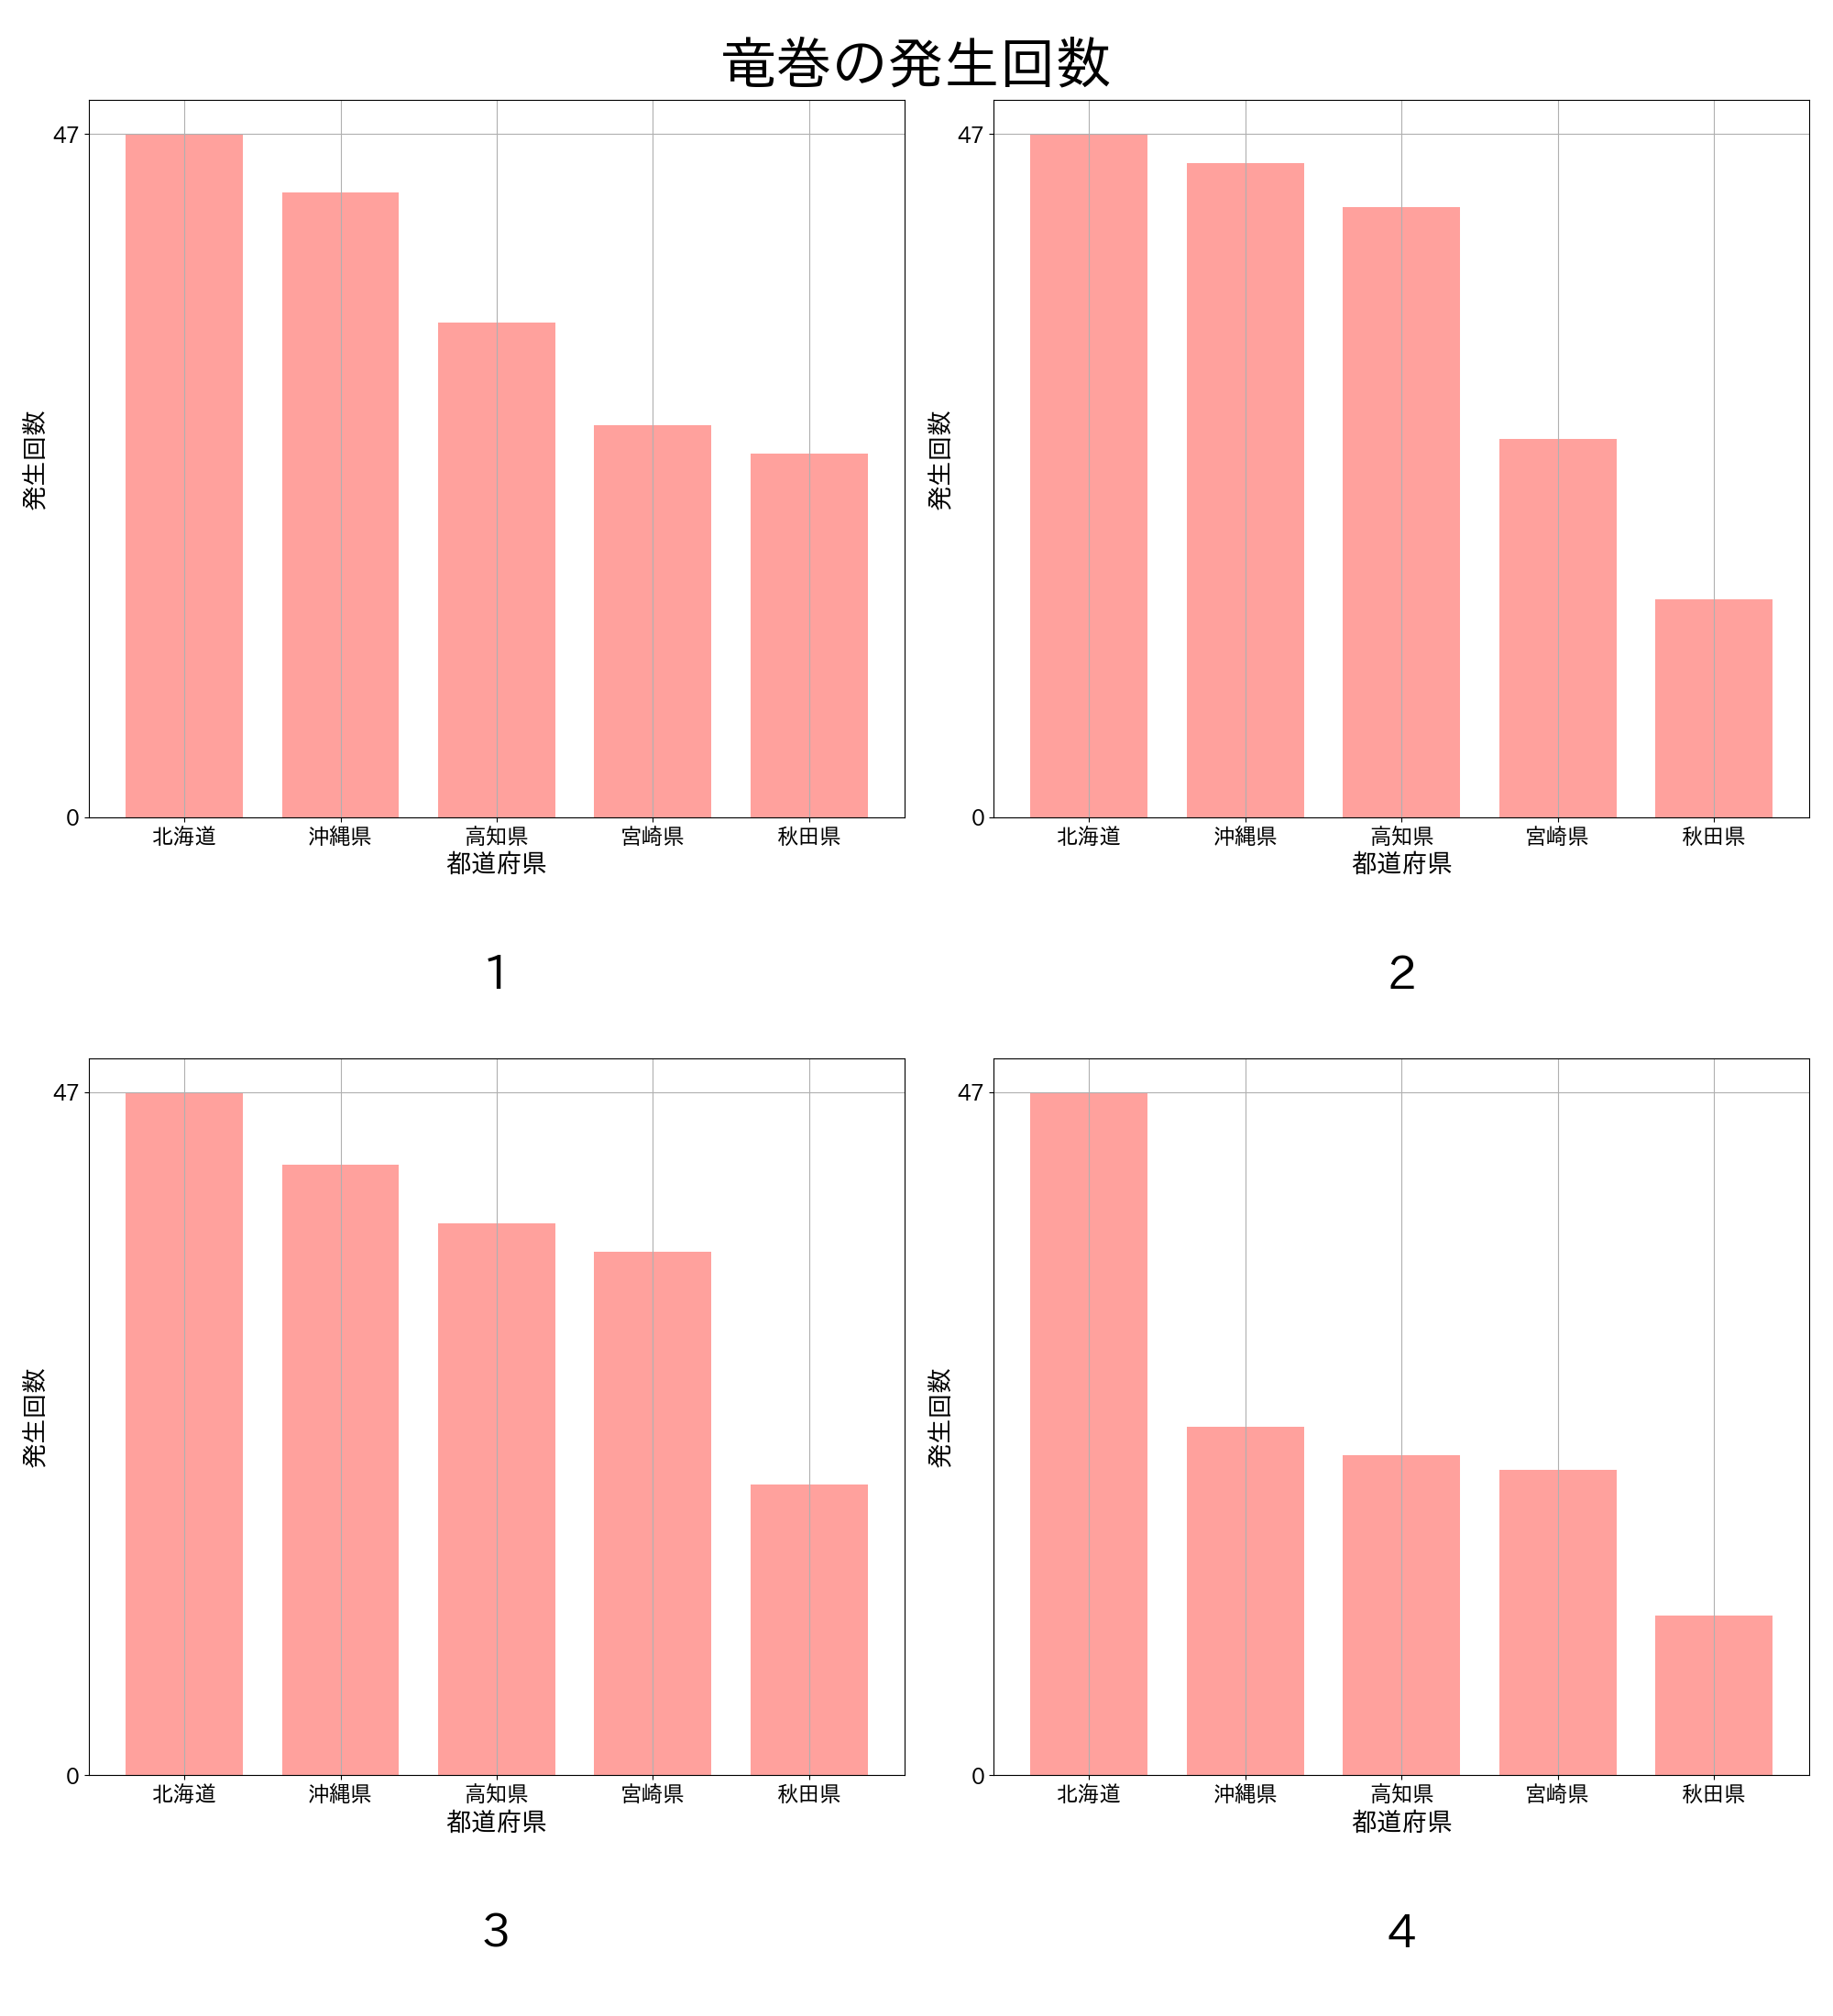 竜巻の発生回数
47
0
発生回数
北海道 沖縄県 高知県 宮崎県 秋田県
都道府県
1
47
0
発生回数
北海道 沖縄県 高知県 宮崎県 秋田県
都道府県
2
47
0
発生回数
北海道 沖縄県 高知県 宮崎県 秋田県
都道府県
3
47
0
発生回数
北海道 沖縄県 高知県 宮崎県 秋田県
都道府県
4